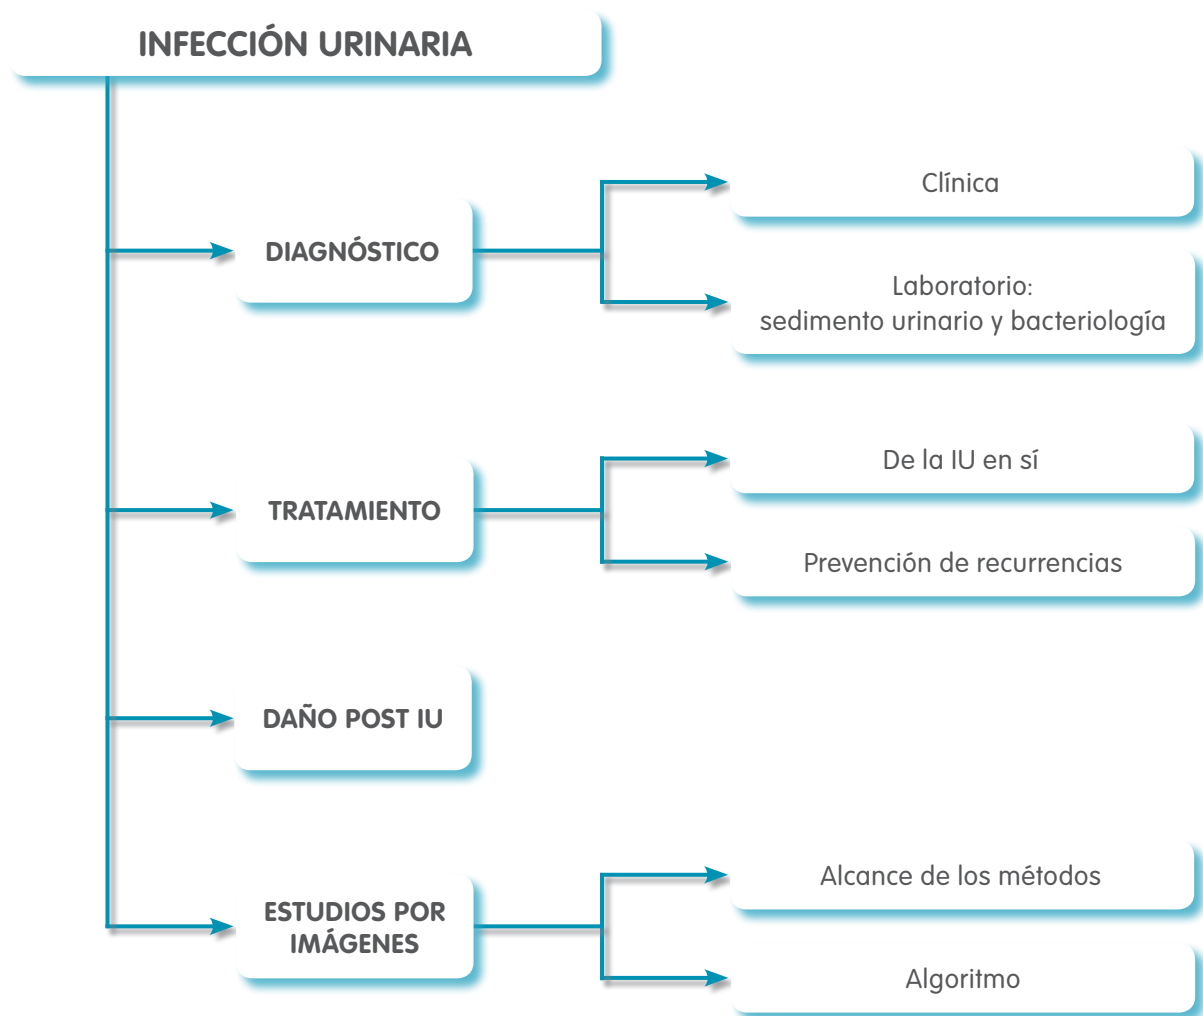 INFECCIÓN URINARIA
DIAGNÓSTICO
Clínica
Laboratorio:
sedimento urinario y bacteriología
TRATAMIENTO
De la IU en sí
Prevención de recurrencias
DAÑO POST IU
ESTUDIOS POR
IMÁGENES
Alcance de los métodos
Algoritmo